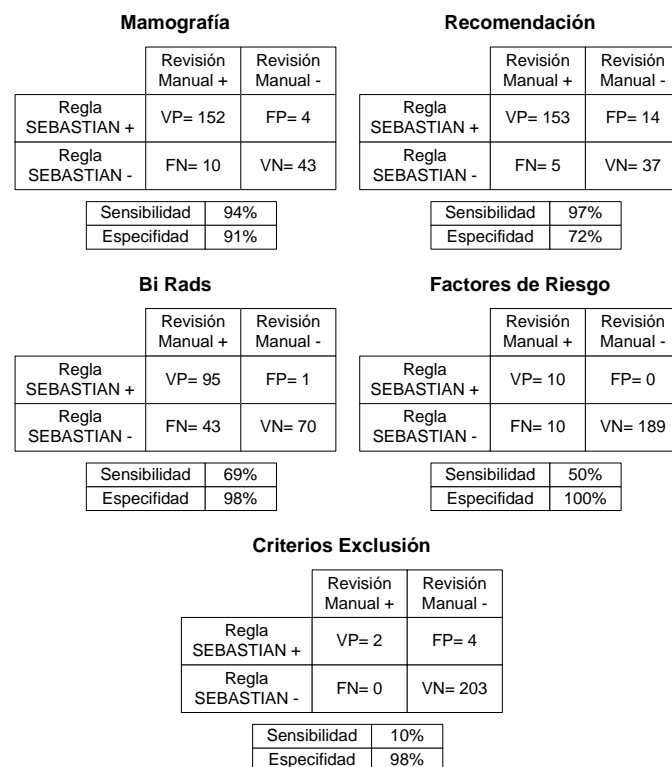 Mamografía
Revisión Manual +
Revisión Manual -
Regla SEBASTIAN +
VP= 152
FP= 4
Regla SEBASTIAN -
FN= 10
VN= 43
Sensibilidad 94%
Especifidad 91%
Recomendación
Revisión Manual +
Revisión Manual -
Regla SEBASTIAN +
VP= 153
FP= 14
Regla SEBASTIAN -
FN= 5
VN= 37
Sensibilidad 97%
Especifidad 72%
Bi Rads
Revisión Manual +
Revisión Manual -
Regla SEBASTIAN +
VP= 95
FP= 1
Regla SEBASTIAN -
FN= 43
VN= 70
Sensibilidad 69%
Especifidad 98%
Factores de Riesgo
Revisión Manual +
Revisión Manual -
Regla SEBASTIAN +
VP= 10
FP= 0
Regla SEBASTIAN -
FN= 10
VN= 189
Sensibilidad 50%
Especifidad 100%
Criterios Exclusión
Revisión Manual +
Revisión Manual -
Regla SEBASTIAN +
VP= 2
FP= 4
Regla SEBASTIAN -
FN= 0
VN= 203
Sensibilidad 10%
Especifidad 98%